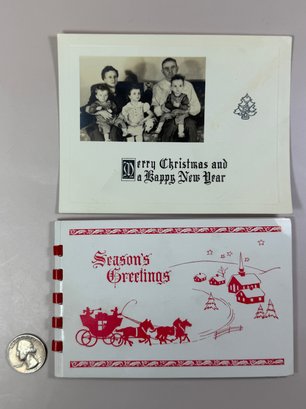 Merry Christmas and
a Happy New Year
Season's
Greetings